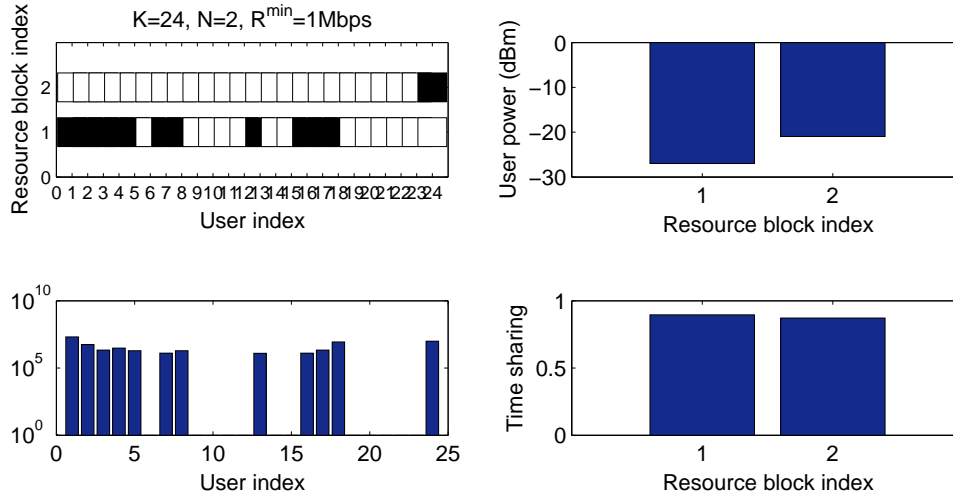 K=24, N=2, R^min=1Mbps
Resource block index
2
1
0
0 1 2 3 4 5 6 7 8 9 10 11 12 13 14 15 16 17 18 19 20 21 22 23 24
User index
User power (dBm)
0
−10
−20
−30
1 2
Resource block index
10^10
10^5
10^0
0 5 10 15 20 25
User index
Time sharing
1
0.5
0
1 2
Resource block index